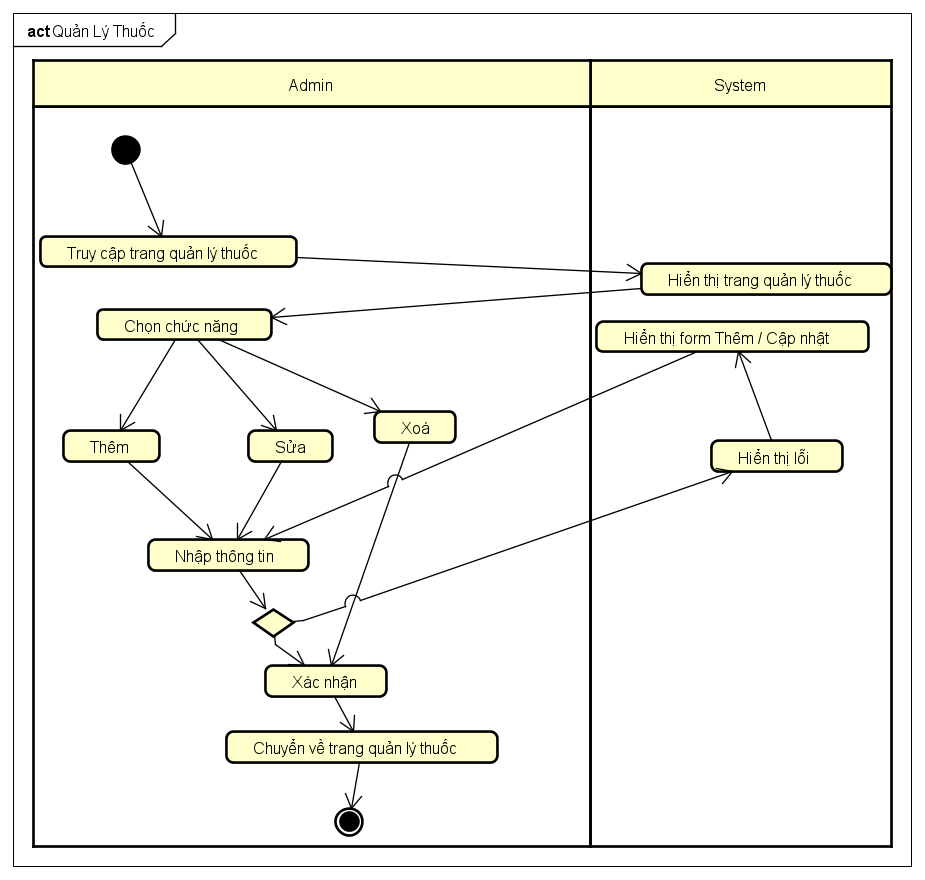 act Quản Lý Thuốc
Admin
System
Truy cập trang quản lý thuốc
Hiển thị trang quản lý thuốc
Chọn chức năng
Hiển thị form Thêm / Cập nhật
Xoá
Thêm
Sửa
Hiển thị lỗi
Nhập thông tin
Xác nhận
Chuyển về trang quản lý thuốc